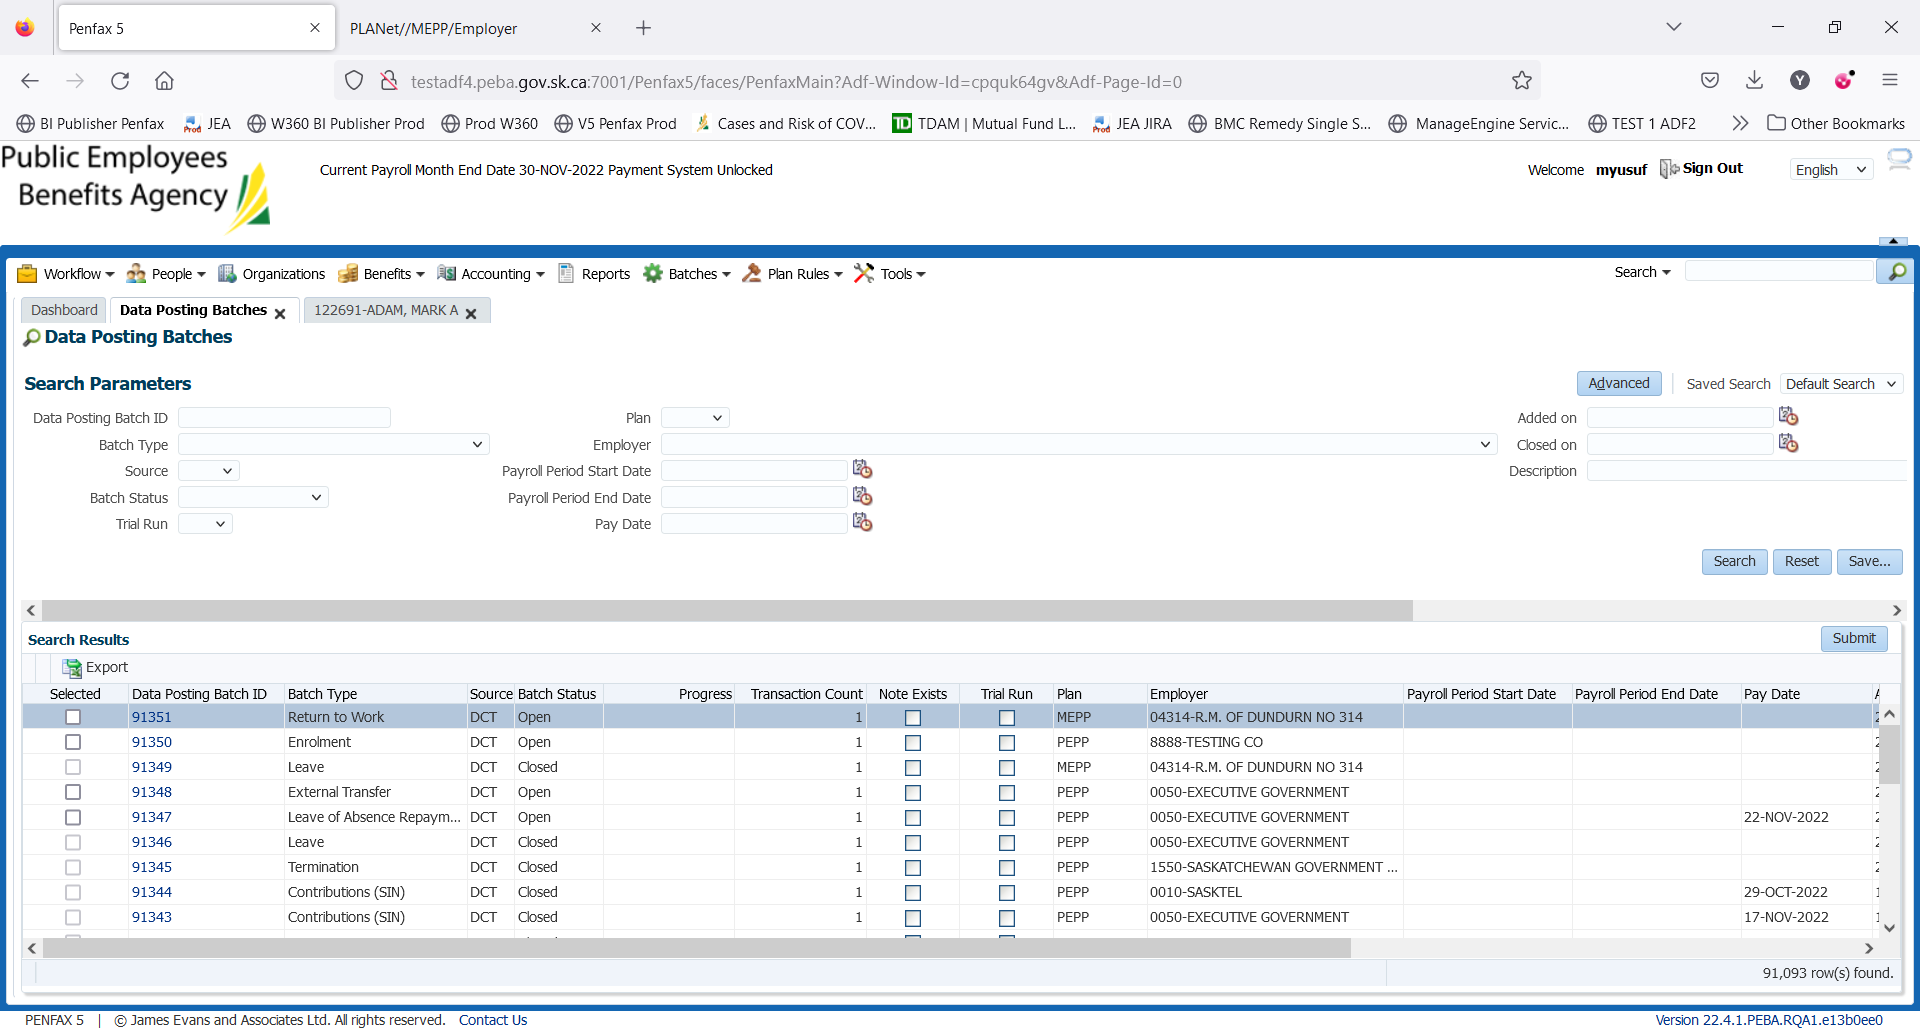 Penfax 5
PLANet//MEPP/Employer
testadf4.peba.gov.sk.ca:7001/Penfax5/faces/PenfaxMain?Adf-Window-Id=cpquk64gv&Adf-Page-Id=0
Y
BI Publisher Penfax JEA W360 BI Publisher Prod Prod W360 V5 Penfax Prod Cases and Risk of COV... TDAM | Mutual Fund L... JEA JIRA BMC Remedy Single S... ManageEngine Servic... TEST 1 ADF2 Other Bookmarks
Public Employees
Benefits Agency
Current Payroll Month End Date 30-NOV-2022 Payment System Unlocked
Welcome myusuf Sign Out English
Workflow People Organizations Benefits Accounting Reports Batches Plan Rules Tools Search
Dashboard Data Posting Batches 122691-ADAM, MARK A
Data Posting Batches
Search Parameters Advanced Saved Search Default Search
Data Posting Batch ID Plan Added on
Batch Type Employer Closed on
Source Payroll Period Start Date Description
Batch Status Payroll Period End Date
Trial Run Pay Date
Search Reset Save...
Search Results Submit
Export
Selected Data Posting Batch ID Batch Type Source Batch Status Progress Transaction Count Note Exists Trial Run Plan Employer Payroll Period Start Date Payroll Period End Date Pay Date
91351 Return to Work DCT Open 1 MEPP 04314-R.M. OF DUNDURN NO 314
91350 Enrolment DCT Open 1 PEPP 8888-TESTING CO
91349 Leave DCT Closed 1 MEPP 04314-R.M. OF DUNDURN NO 314
91348 External Transfer DCT Open 1 PEPP 0050-EXECUTIVE GOVERNMENT
91347 Leave of Absence Repaym... DCT Open 1 PEPP 0050-EXECUTIVE GOVERNMENT 22-NOV-2022
91346 Leave DCT Closed 1 PEPP 0050-EXECUTIVE GOVERNMENT
91345 Termination DCT Closed 1 PEPP 1550-SASKATCHEWAN GOVERNMENT ...
91344 Contributions (SIN) DCT Closed 1 PEPP 0010-SASKTEL 29-OCT-2022
91343 Contributions (SIN) DCT Closed 1 PEPP 0050-EXECUTIVE GOVERNMENT 17-NOV-2022
91,093 row(s) found.
PENFAX 5 | © James Evans and Associates Ltd. All rights reserved. Contact Us Version 22.4.1.PEBA.RQA1.e13b0ee0